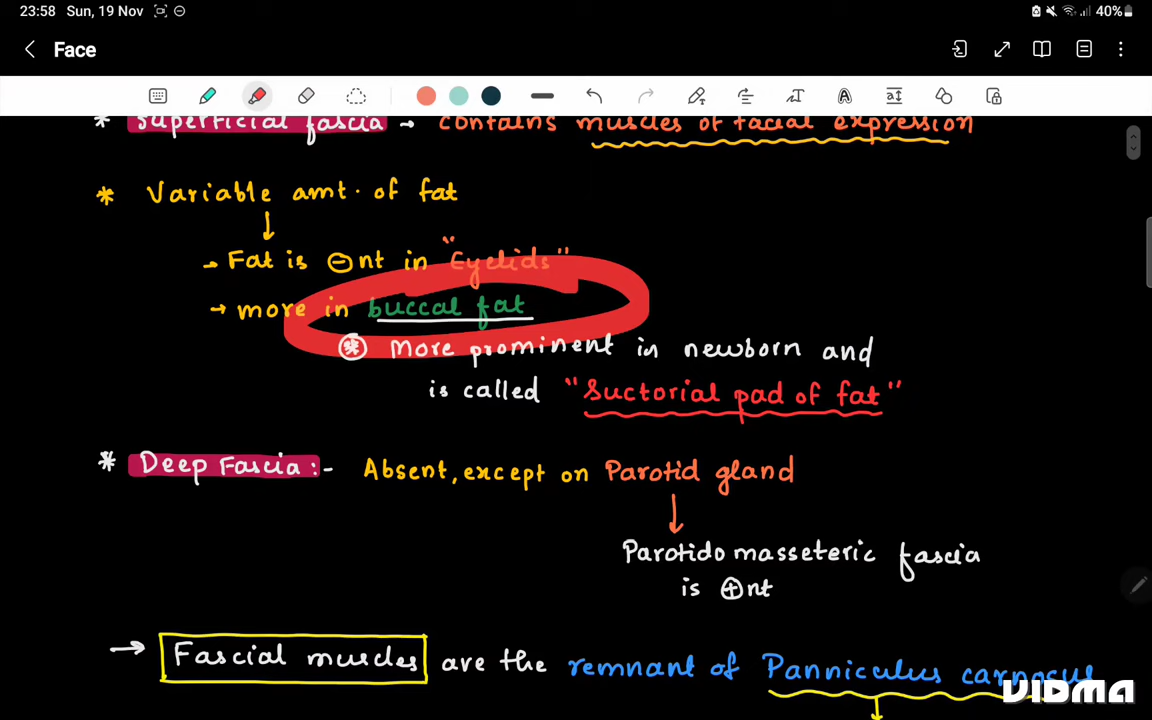 23:58 Sun, 19 Nov 40%
Face
* Superficial fascia → contains muscles of facial expression
* Variable amt. of fat
→ Fat is ⊖nt in "Eyelids"
→ more in buccal fat
* More prominent in newborn and
is called "Suctorial pad of fat"
* Deep Fascia:- Absent, except on Parotid gland
Parotido masseteric fascia
is ⊕nt
→ Fascial muscles are the remnant of Panniculus carnosus
VIDMA